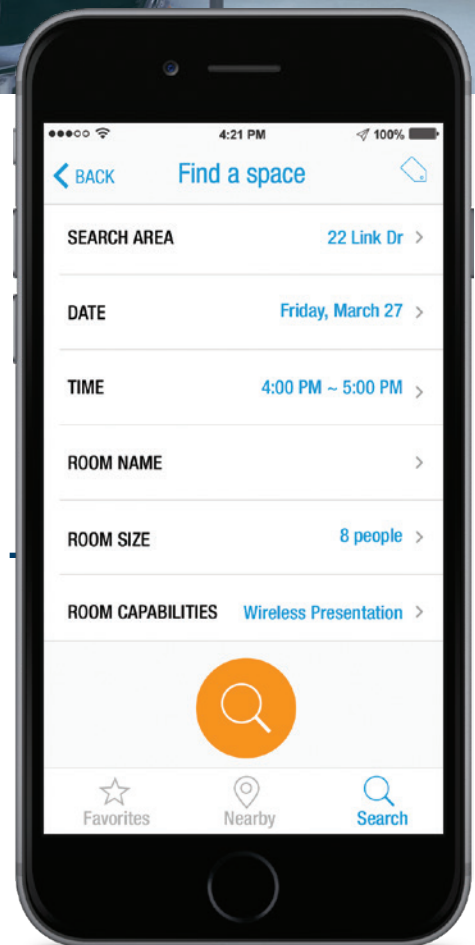 4:21 PM 100%
BACK Find a space
SEARCH AREA 22 Link Dr
DATE Friday, March 27
TIME 4:00 PM ~ 5:00 PM
ROOM NAME
ROOM SIZE 8 people
ROOM CAPABILITIES Wireless Presentation
Favorites Nearby Search